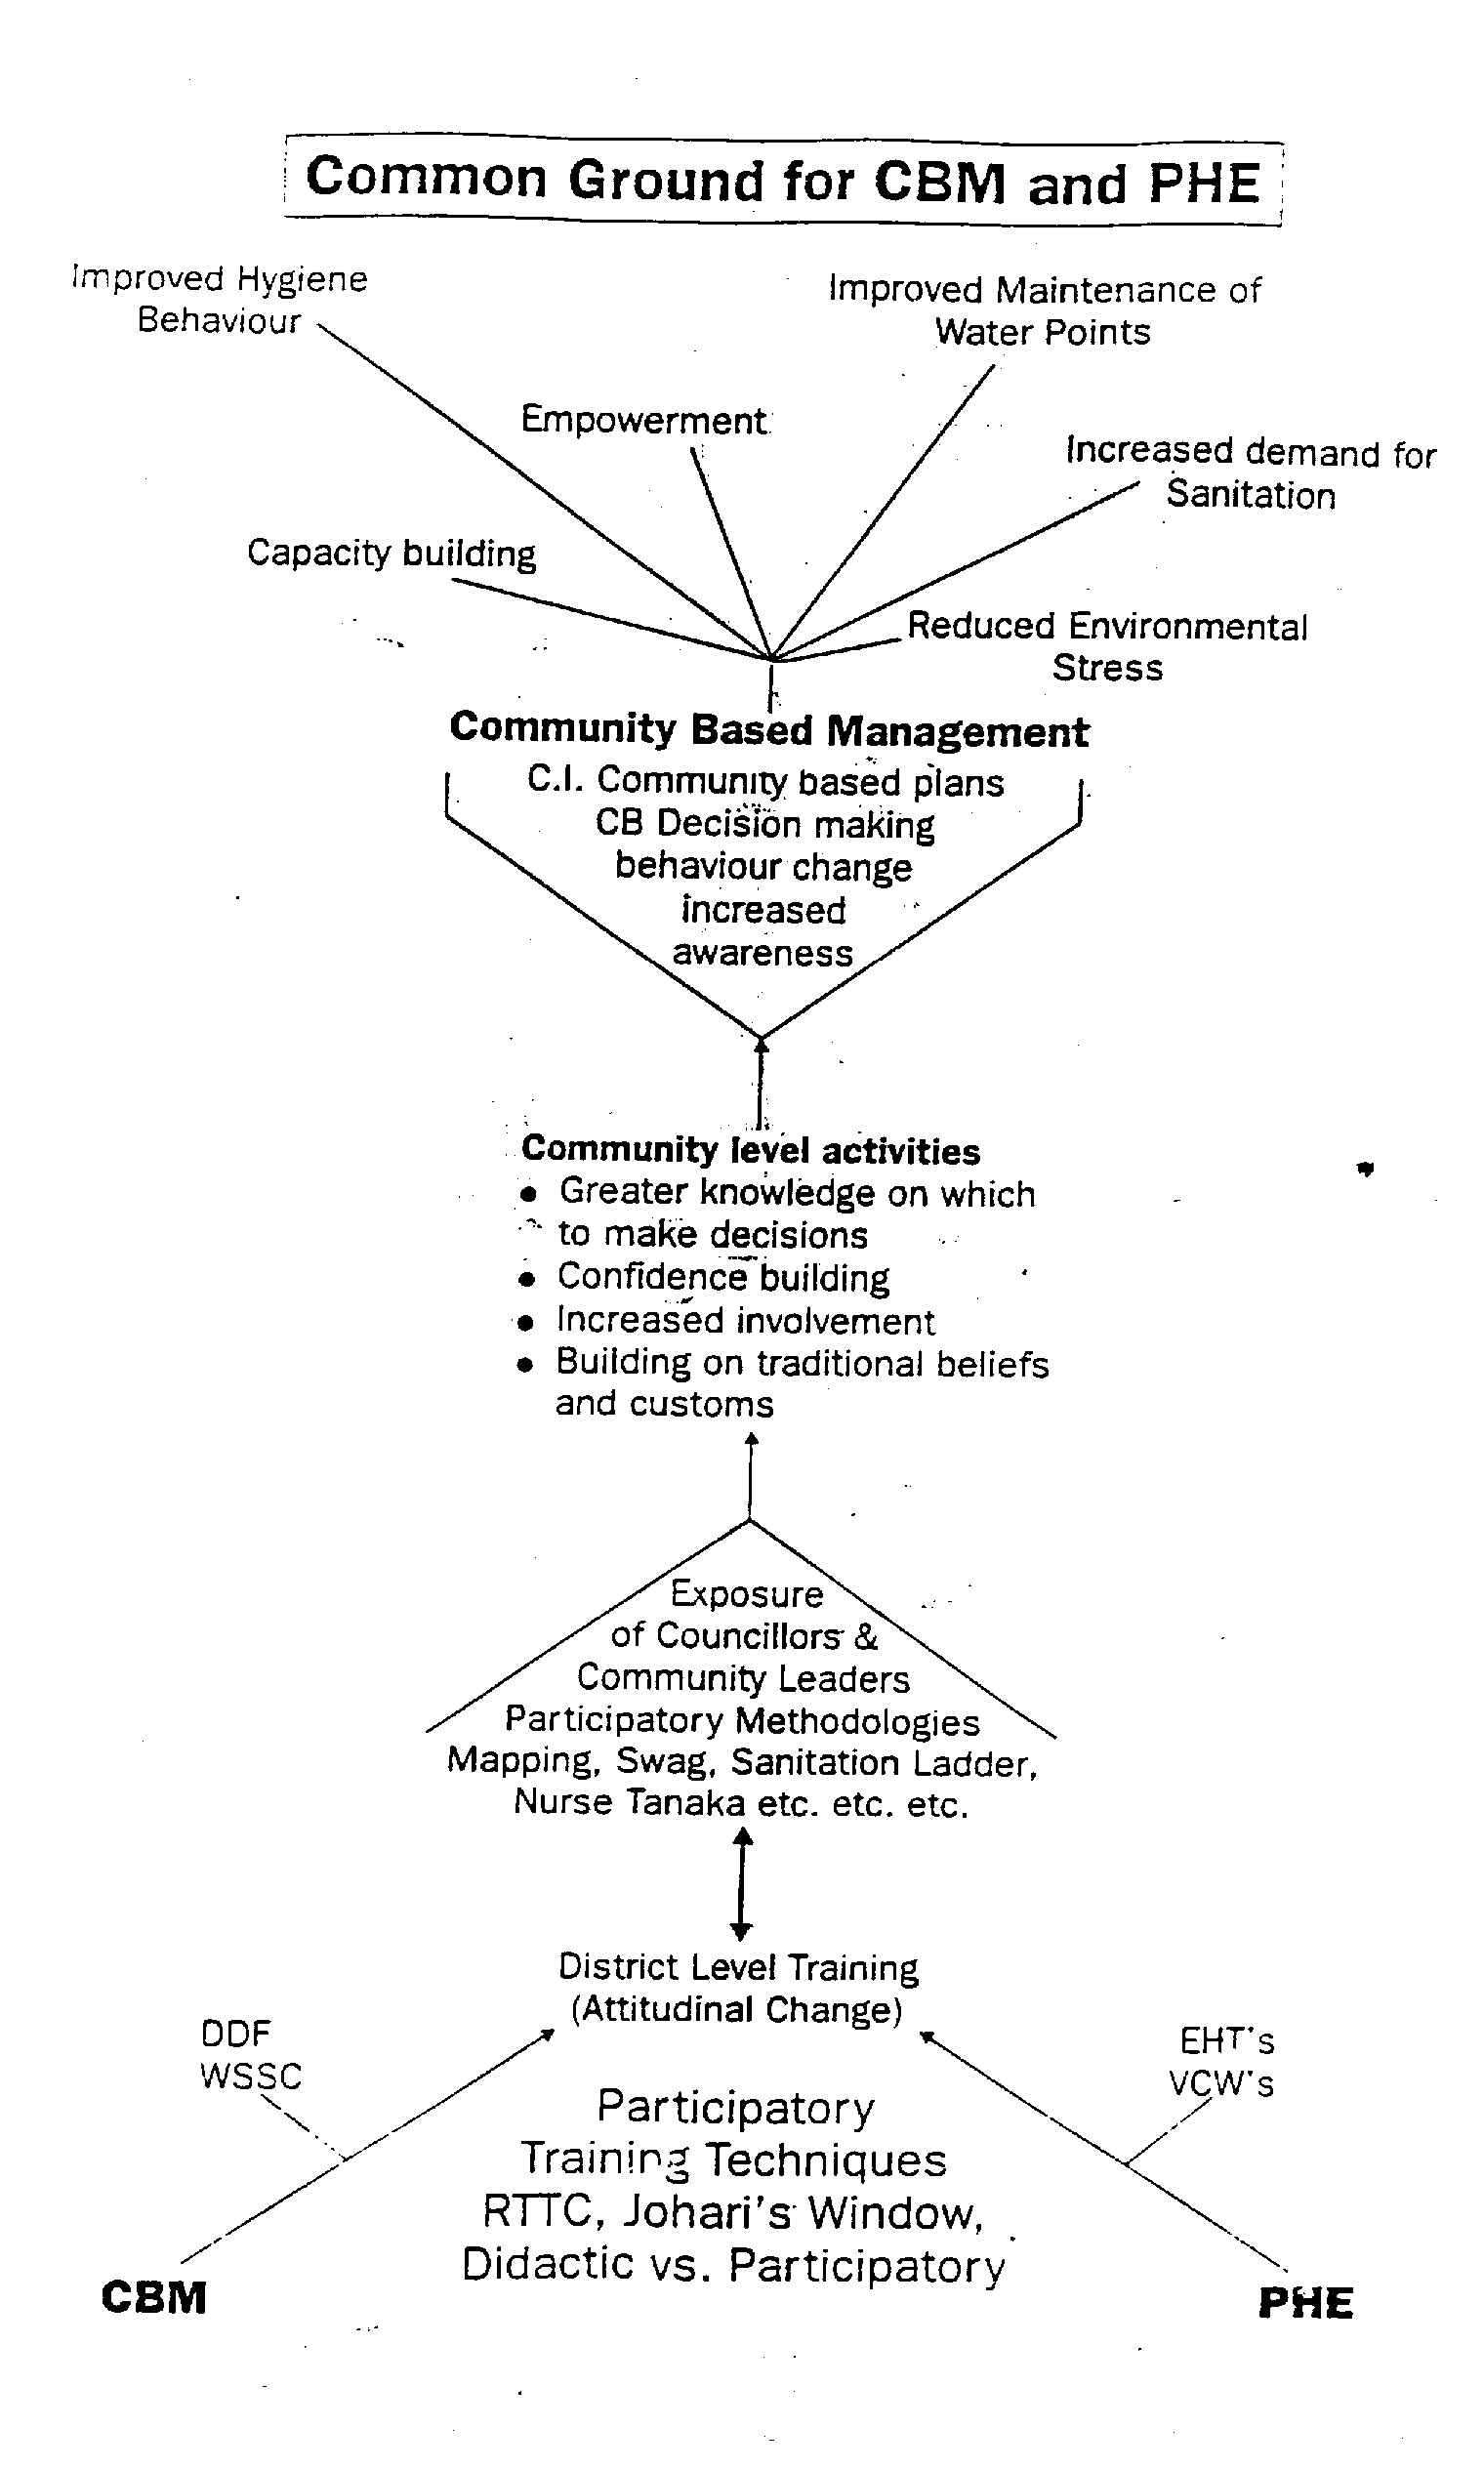 Common Ground for CBM and PHE
Improved Hygiene
Behaviour
Improved Maintenance of
Water Points
Empowerment
Increased demand for
Sanitation
Capacity building
Reduced Environmental
Stress
Community Based Management
C.I. Community based plans
CB Decision making
behaviour change
increased
awareness
Community level activities
• Greater knowledge on which
to make decisions
• Confidence building
• Increased involvement
• Building on traditional beliefs
and customs
Exposure
of Councillors &
Community Leaders
Participatory Methodologies
Mapping, Swag, Sanitation Ladder,
Nurse Tanaka etc. etc. etc.
District Level Training
(Attitudinal Change)
DDF
WSSC
EHT's
VCW's
Participatory
Training Techniques
RTTC, Johari's Window,
Didactic vs. Participatory
CBM
PHE